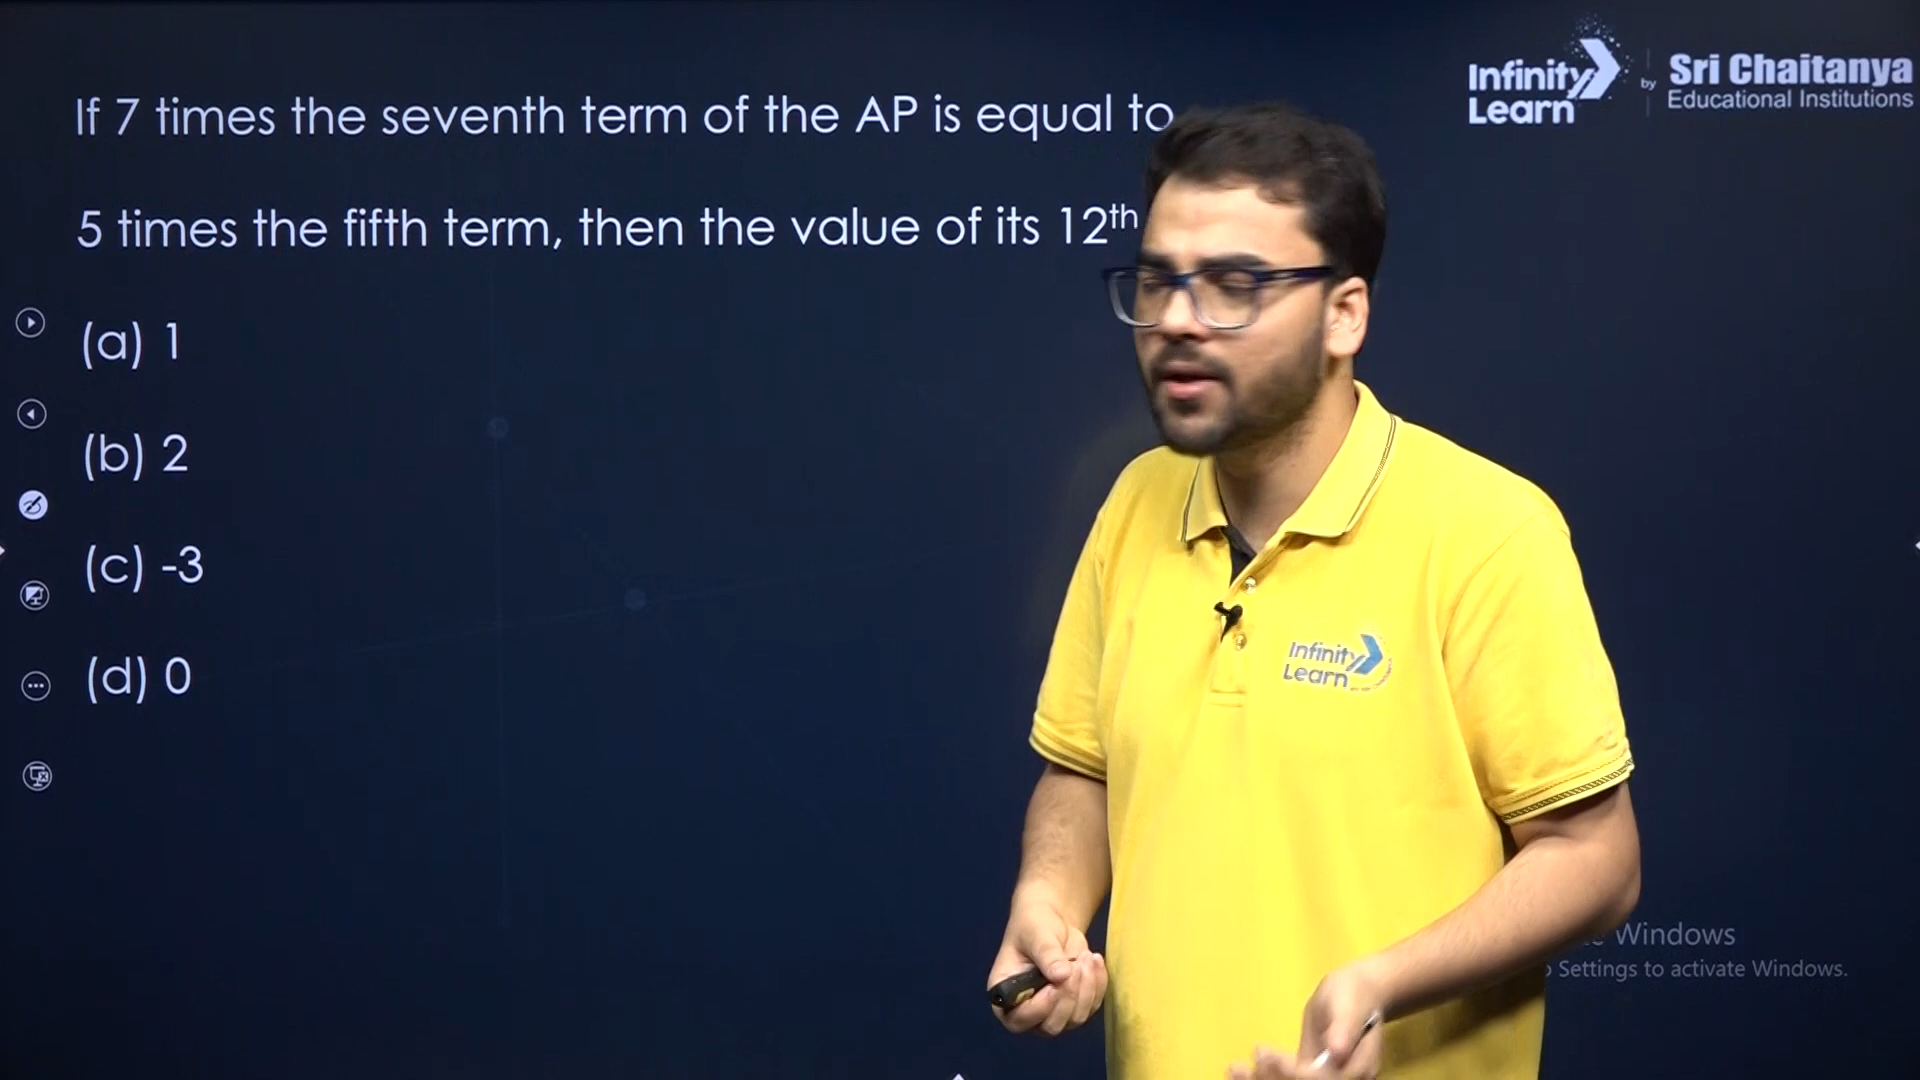 If 7 times the seventh term of the AP is equal to
5 times the fifth term, then the value of its 12th
(a) 1
(b) 2
(c) -3
(d) 0
Infinity
Learn
by
Sri Chaitanya
Educational Institutions
Infinity
Learn
Windows
Settings to activate Windows.